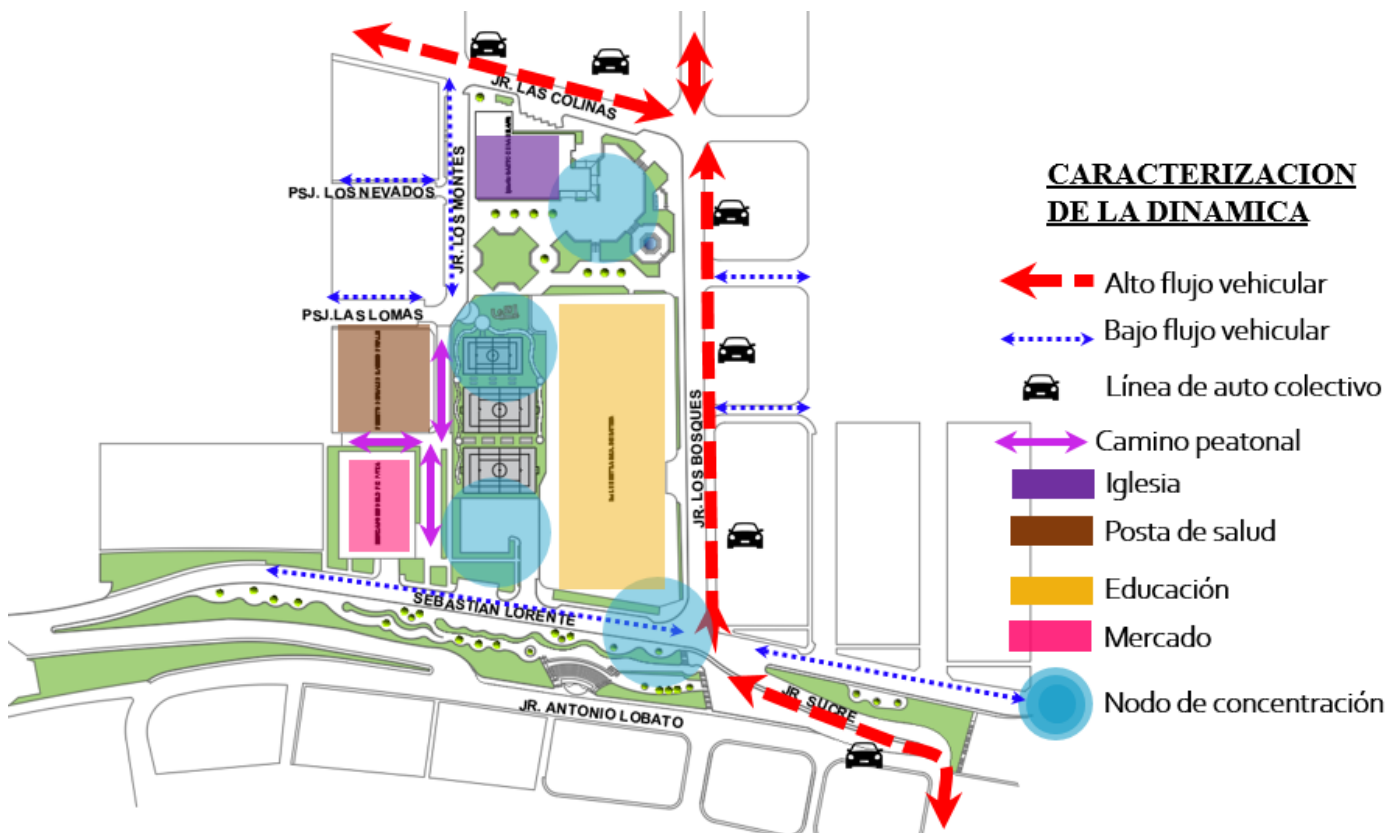 JR. LAS COLINAS
PSJ. LOS NEVADOS
JR. LOS MONTES
PSJ.LAS LOMAS
JR. LOS BOSQUES
SEBASTIAN LORENTE
JR. SUCRE
JR. ANTONIO LOBATO
CARACTERIZACION
DE LA DINAMICA
Alto flujo vehicular
Bajo flujo vehicular
Línea de auto colectivo
Camino peatonal
Iglesia
Posta de salud
Educación
Mercado
Nodo de concentración